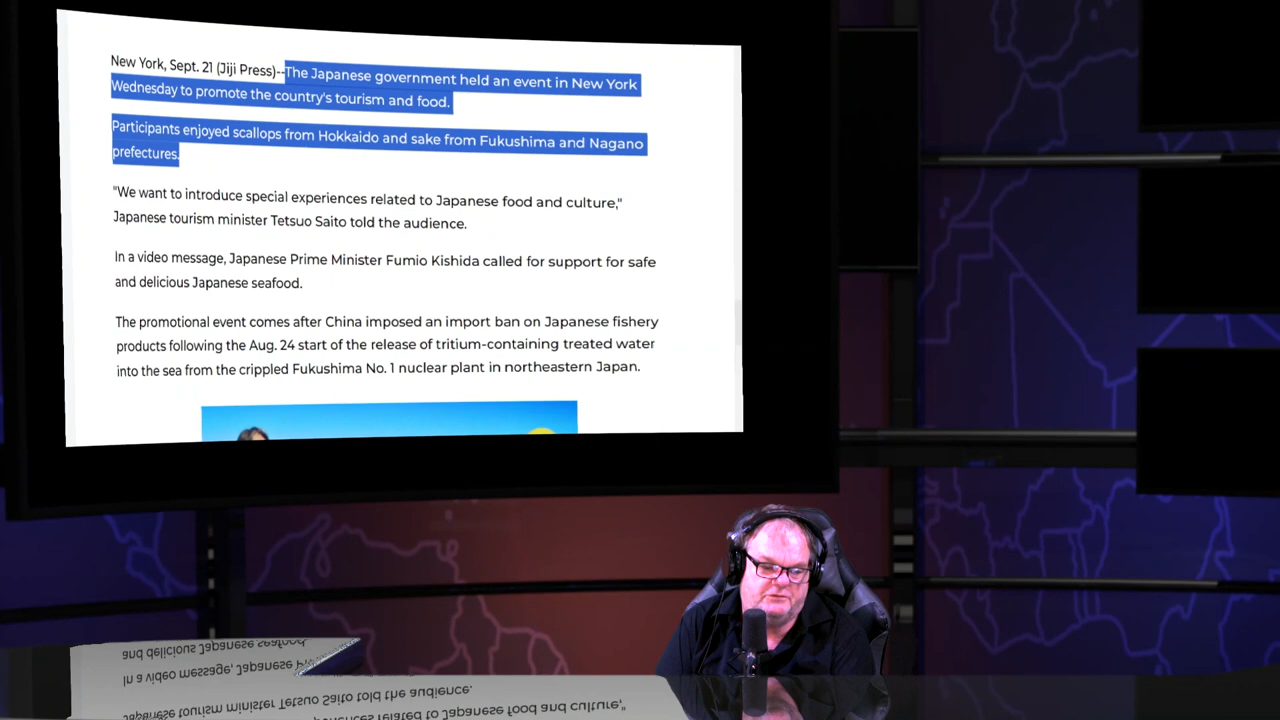 New York, Sept. 21 (Jiji Press)--The Japanese government held an event in New York
Wednesday to promote the country's tourism and food.
Participants enjoyed scallops from Hokkaido and sake from Fukushima and Nagano
prefectures.
"We want to introduce special experiences related to Japanese food and culture,"
Japanese tourism minister Tetsuo Saito told the audience.
In a video message, Japanese Prime Minister Fumio Kishida called for support for safe
and delicious Japanese seafood.
The promotional event comes after China imposed an import ban on Japanese fishery
products following the Aug. 24 start of the release of tritium-containing treated water
into the sea from the crippled Fukushima No. 1 nuclear plant in northeastern Japan.